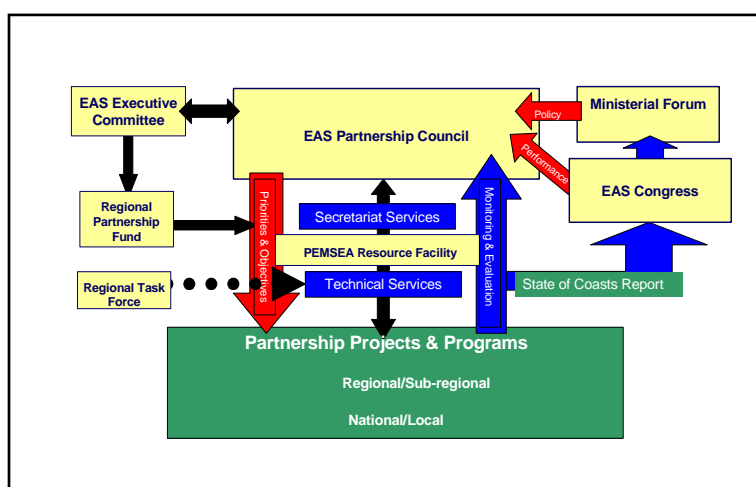 EAS Executive
Committee
EAS Partnership Council
Policy
Ministerial Forum
Performance
EAS Congress
Regional
Partnership
Fund
Priorities & Objectives
Secretariat Services
PEMSEA Resource Facility
Technical Services
Monitoring & Evaluation
State of Coasts Report
Regional Task
Force
Partnership Projects & Programs
Regional/Sub-regional
National/Local